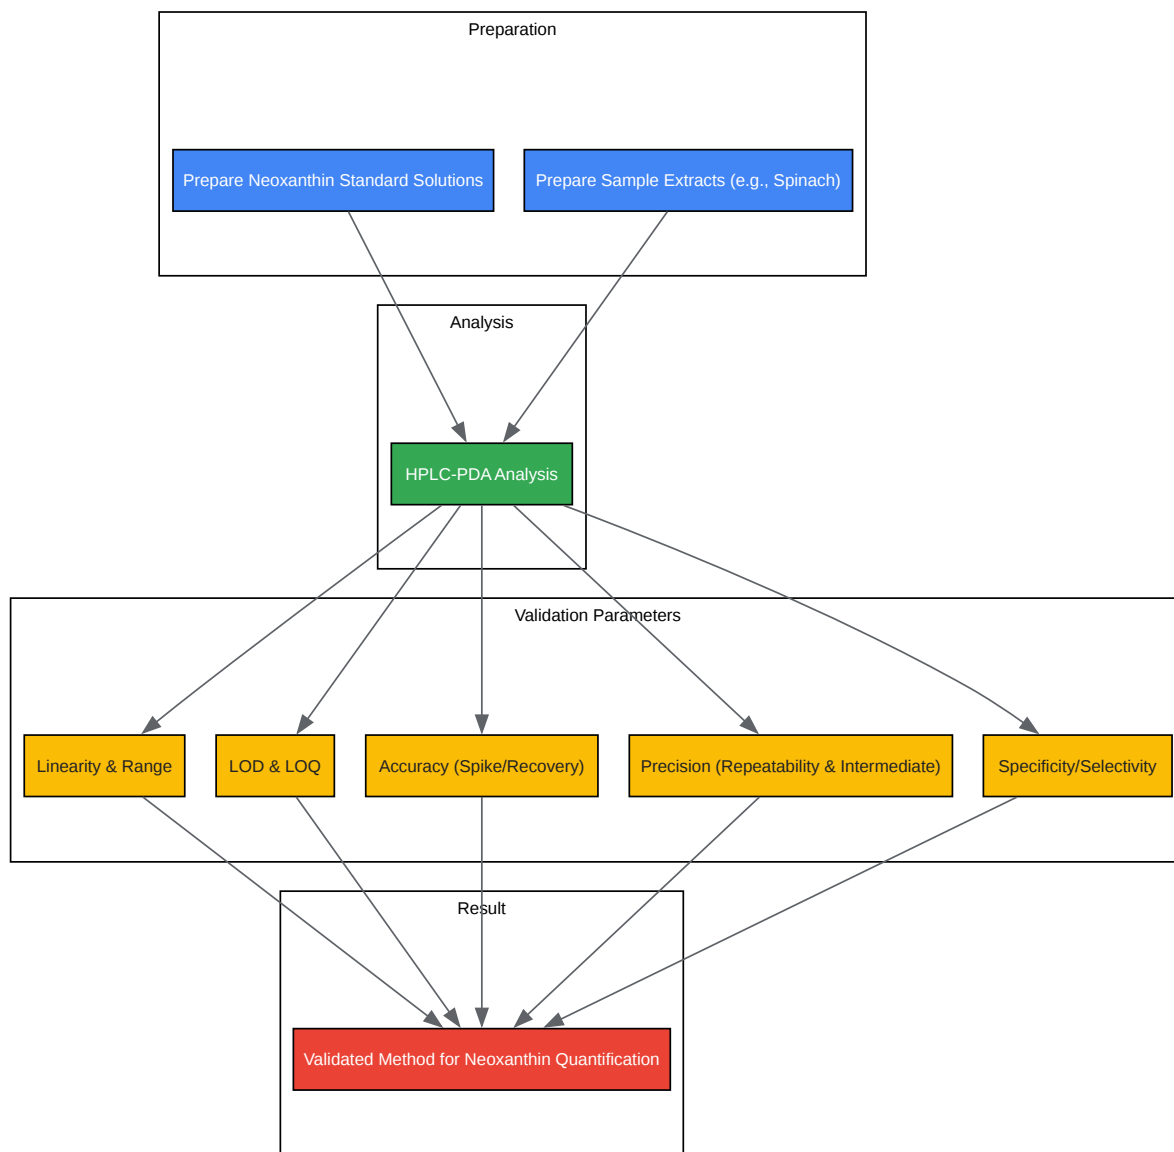 Preparation
Prepare Neoxanthin Standard Solutions
Prepare Sample Extracts (e.g., Spinach)
Analysis
HPLC-PDA Analysis
Validation Parameters
Linearity & Range
LOD & LOQ
Accuracy (Spike/Recovery)
Precision (Repeatability & Intermediate)
Specificity/Selectivity
Result
Validated Method for Neoxanthin Quantification